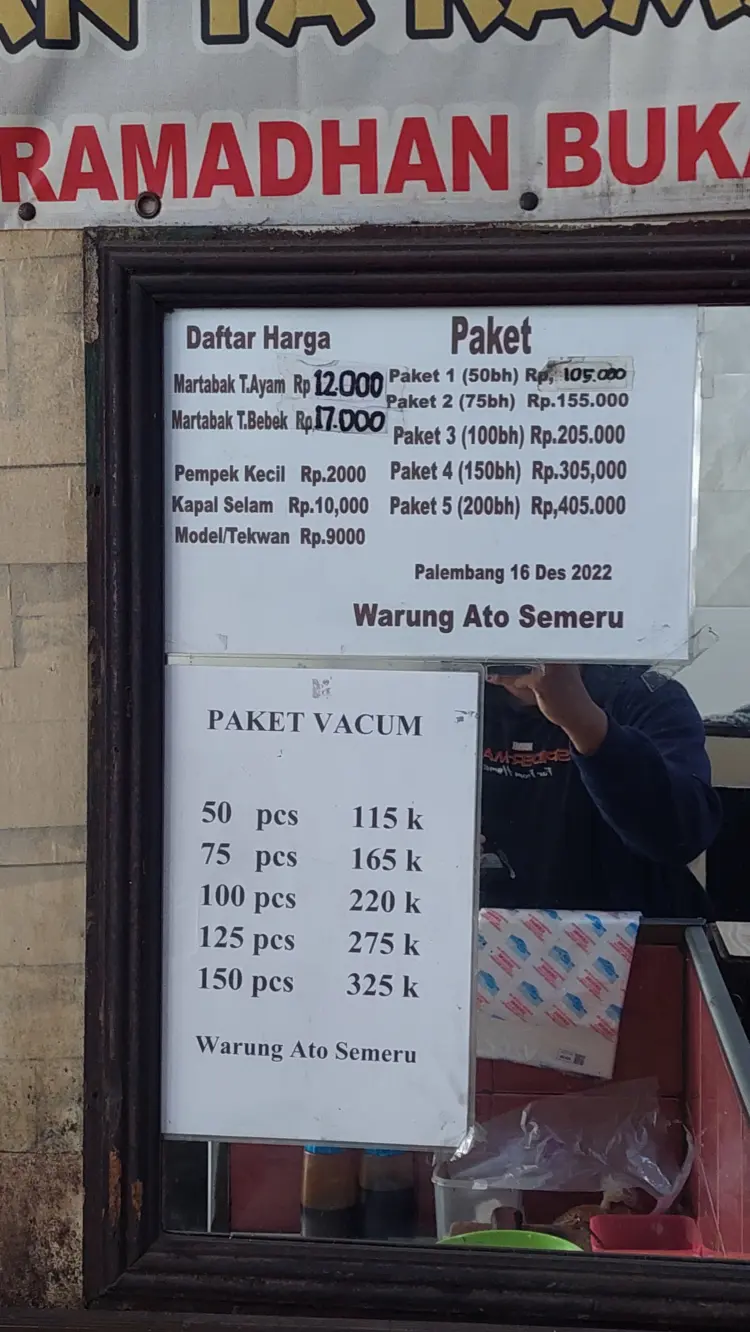 RAMADHAN BUKA
Daftar Harga
Martabak T.Ayam Rp 12.000
Martabak T.Bebek Rp. 17.000
Pempek Kecil Rp.2000
Kapal Selam Rp.10,000
Model/Tekwan Rp.9000
Paket
Paket 1 (50bh) Rp, 105.000
Paket 2 (75bh) Rp.155.000
Paket 3 (100bh) Rp.205.000
Paket 4 (150bh) Rp.305,000
Paket 5 (200bh) Rp,405.000
Palembang 16 Des 2022
Warung Ato Semeru
PAKET VACUM
50 pcs 115 k
75 pcs 165 k
100 pcs 220 k
125 pcs 275 k
150 pcs 325 k
Warung Ato Semeru